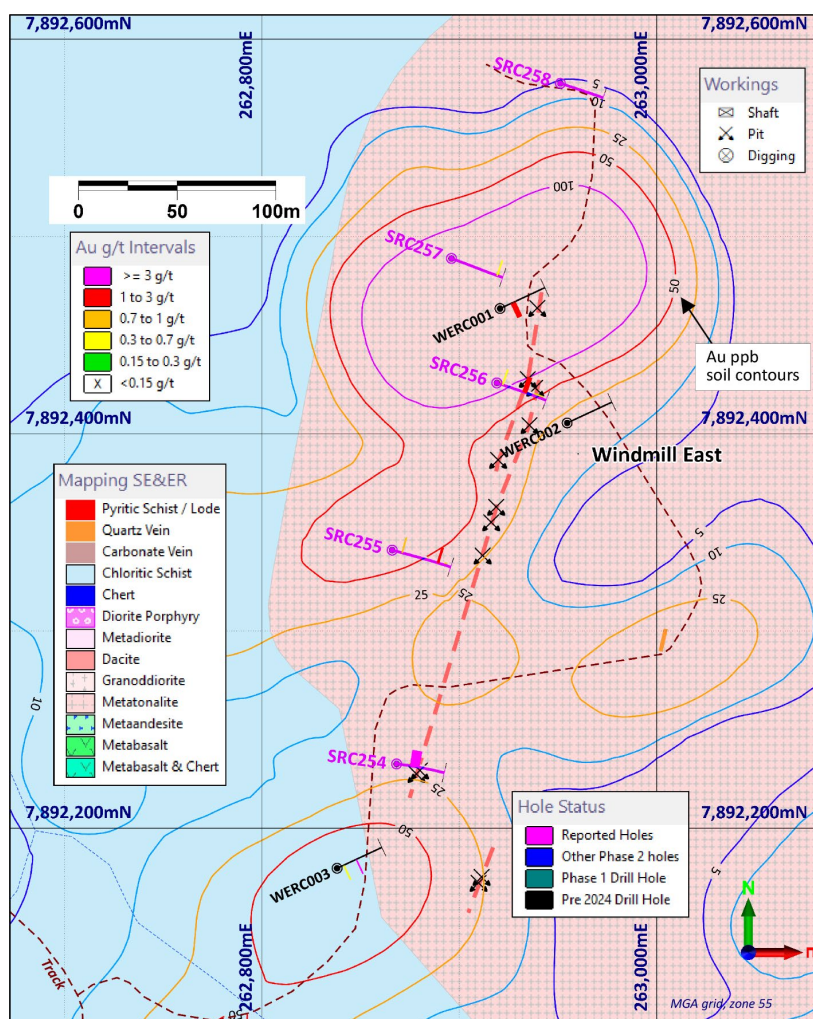 7,892,600mN
7,892,600mN
262,800mE
263,000mE
SRC258
5
10
25
50
100
Workings
Shaft
Pit
Digging
0 50 100m
SRC257
Au g/t Intervals
>= 3 g/t
1 to 3 g/t
0.7 to 1 g/t
0.3 to 0.7 g/t
0.15 to 0.3 g/t
X <0.15 g/t
WERC001
50
Au ppb
soil contours
SRC256
7,892,400mN
7,892,400mN
WERC002
Windmill East
Mapping SE&ER
Pyritic Schist / Lode
Quartz Vein
Carbonate Vein
Chloritic Schist
Chert
Diorite Porphyry
Metadiorite
Dacite
Granoddiorite
Metatonalite
Metaandesite
Metabasalt
Metabasalt & Chert
SRC255
5
10
25
25
25
10
SRC254
25
7,892,200mN
7,892,200mN
Hole Status
Reported Holes
Other Phase 2 holes
Phase 1 Drill Hole
Pre 2024 Drill Hole
50
WERC003
5
N
262,800mE
263,000mE
Track
50
MGA grid, zone 55